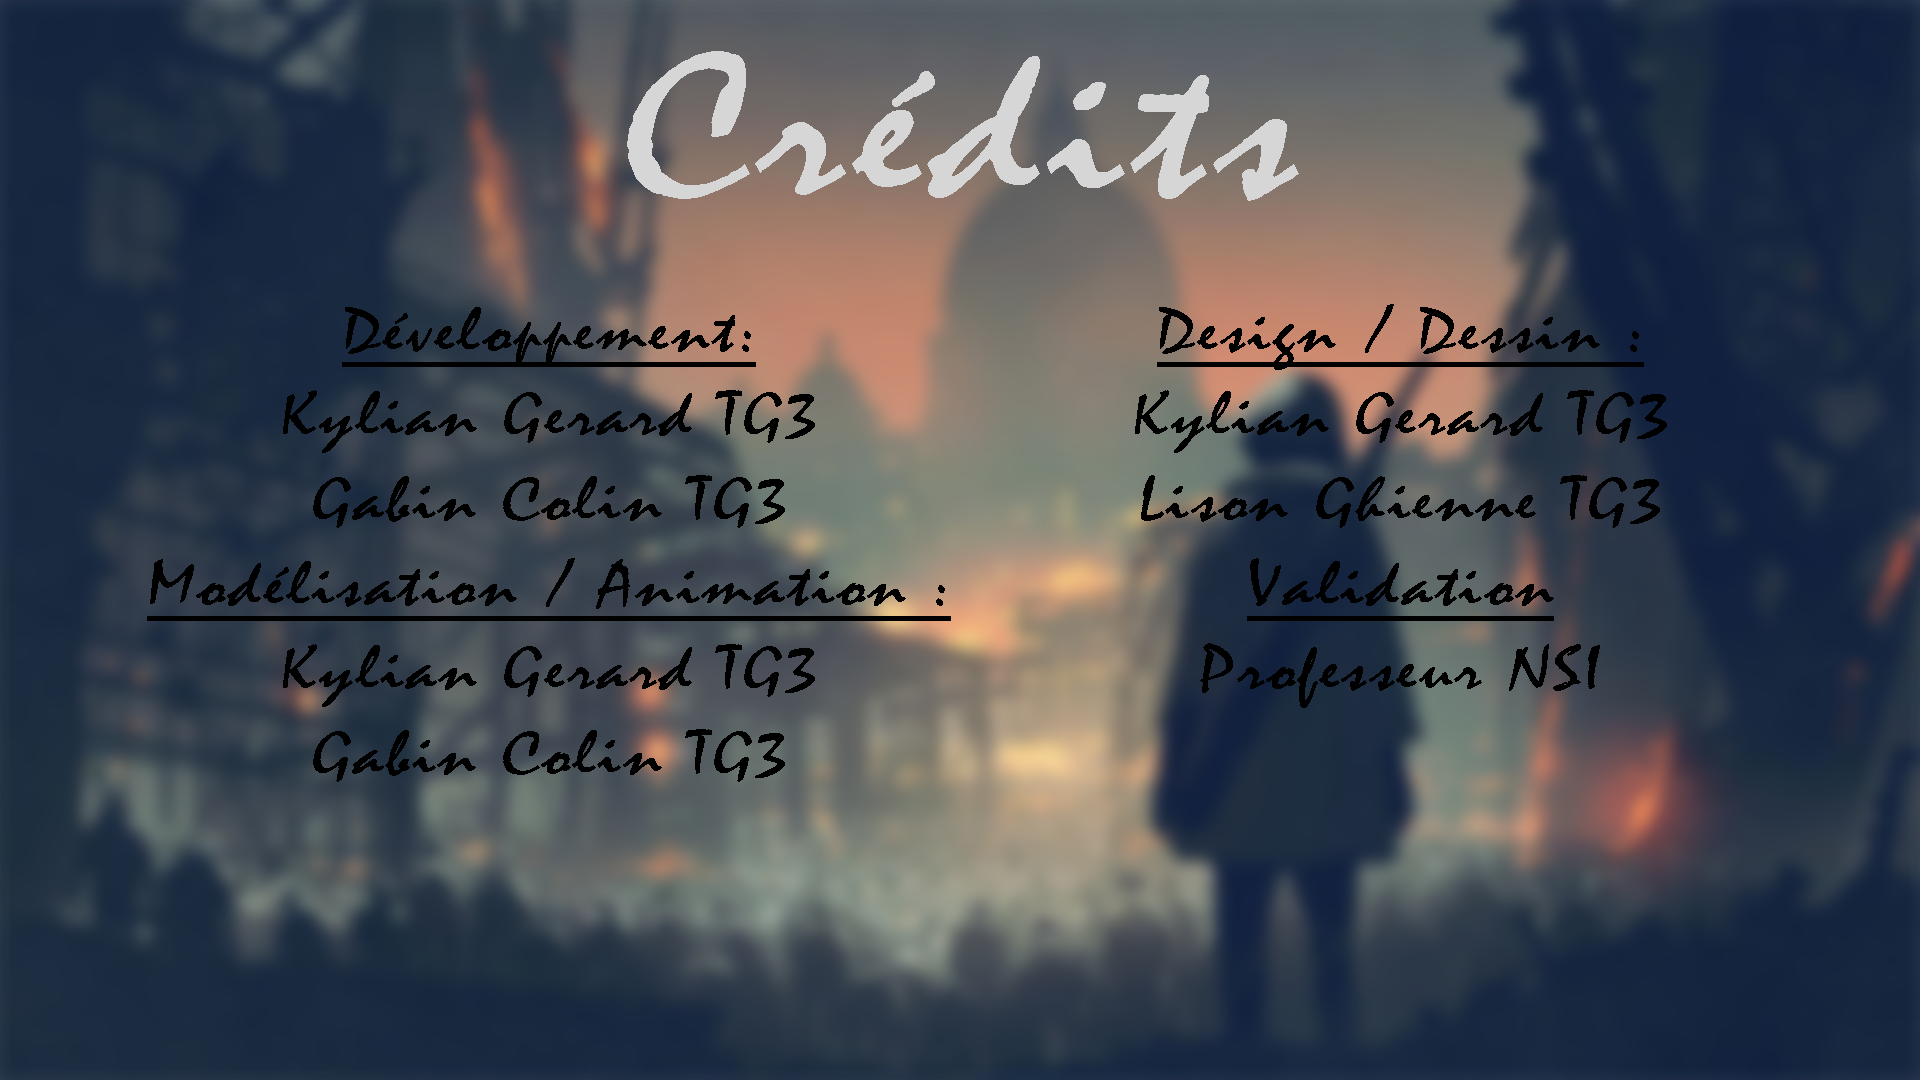 Crédits
Développement:
Kylian Gerard TG3
Gabin Colin TG3
Modélisation / Animation :
Kylian Gerard TG3
Gabin Colin TG3
Design / Dessin :
Kylian Gerard TG3
Lison Ghienne TG3
Validation
Professeur NSI